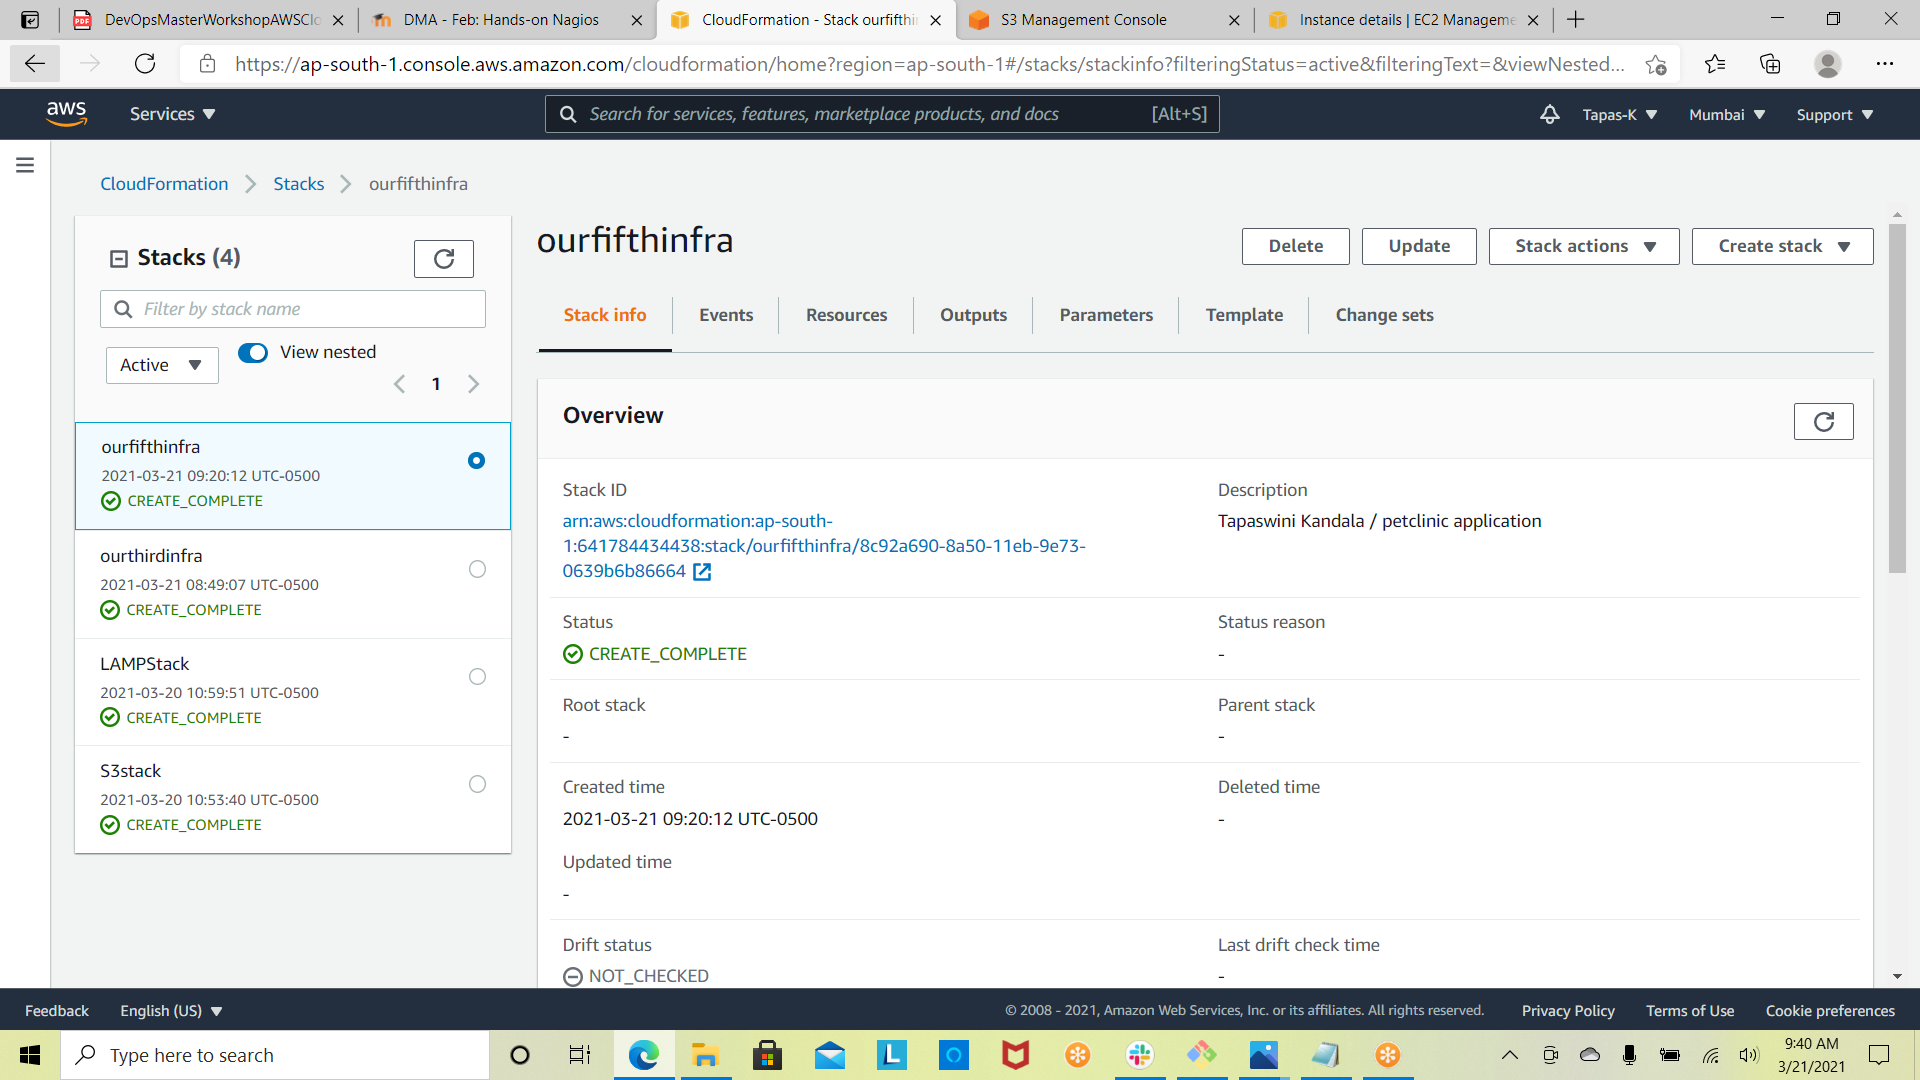 DevOpsMasterWorkshopAWSClo
DMA - Feb: Hands-on Nagios
CloudFormation - Stack ourfifthin
S3 Management Console
Instance details | EC2 Manageme
https://ap-south-1.console.aws.amazon.com/cloudformation/home?region=ap-south-1#/stacks/stackinfo?filteringStatus=active&filteringText=&viewNested...
aws
Services
Search for services, features, marketplace products, and docs
[Alt+S]
Tapas-K
Mumbai
Support
CloudFormation
Stacks
ourfifthinfra
Stacks (4)
Filter by stack name
Active
View nested
1
ourfifthinfra
2021-03-21 09:20:12 UTC-0500
CREATE_COMPLETE
ourthirdinfra
2021-03-21 08:49:07 UTC-0500
CREATE_COMPLETE
LAMPStack
2021-03-20 10:59:51 UTC-0500
CREATE_COMPLETE
S3stack
2021-03-20 10:53:40 UTC-0500
CREATE_COMPLETE
ourfifthinfra
Delete
Update
Stack actions
Create stack
Stack info
Events
Resources
Outputs
Parameters
Template
Change sets
Overview
Stack ID
arn:aws:cloudformation:ap-south-
1:641784434438:stack/ourfifthinfra/8c92a690-8a50-11eb-9e73-
0639b6b86664
Description
Tapaswini Kandala / petclinic application
Status
CREATE_COMPLETE
Status reason
-
Root stack
-
Parent stack
-
Created time
2021-03-21 09:20:12 UTC-0500
Deleted time
-
Updated time
-
Drift status
NOT_CHECKED
Last drift check time
-
Feedback
English (US)
© 2008 - 2021, Amazon Web Services, Inc. or its affiliates. All rights reserved.
Privacy Policy
Terms of Use
Cookie preferences
Type here to search
9:40 AM
3/21/2021